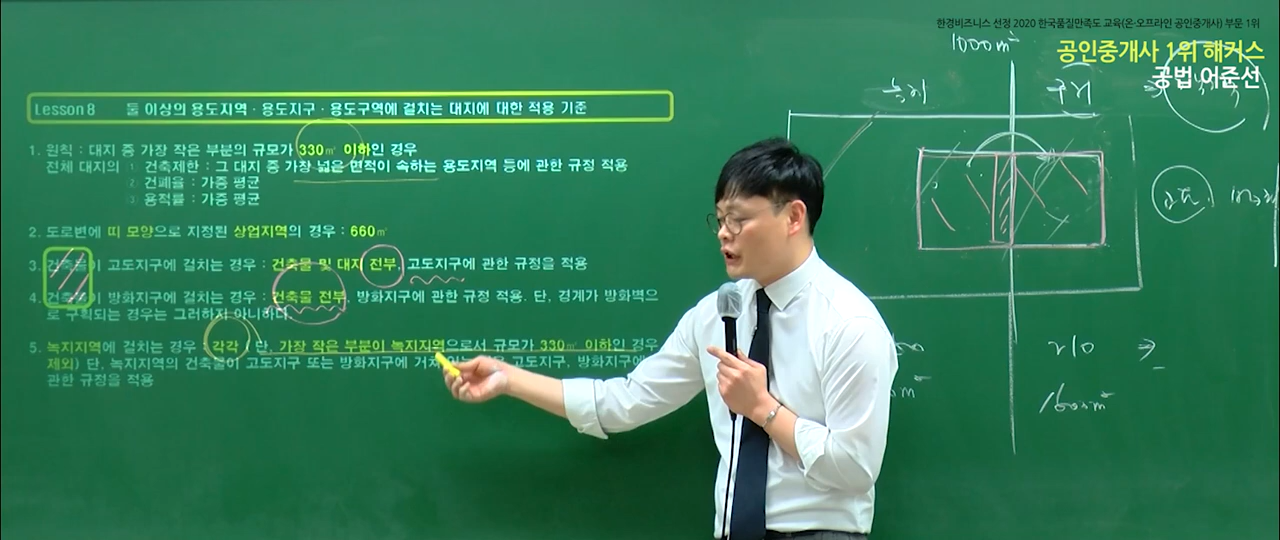 한경비즈니스 선정 2020 한국품질만족도 교육(온·오프라인 공인중개사) 부문 1위
공인중개사 1위 해커스
공법 어준선
1000㎡
Lesson 8 둘 이상의 용도지역·용도지구·용도구역에 걸치는 대지에 대한 적용 기준
1. 원칙 : 대지 중 가장 작은 부분의 규모가 330㎡ 이하인 경우
전체 대지의 ① 건축제한 : 그 대지 중 가장 넓은 면적이 속하는 용도지역 등에 관한 규정 적용
② 건폐율 : 가중 평균
③ 용적률 : 가중 평균
2. 도로변에 띠 모양으로 지정된 상업지역의 경우 : 660㎡
3. 건축물이 고도지구에 걸치는 경우 : 건축물 및 대지 전부, 고도지구에 관한 규정을 적용
4. 건축물이 방화지구에 걸치는 경우 : 건축물 전부, 방화지구에 관한 규정 적용. 단, 경계가 방화벽으
로 구획되는 경우는 그러하지 아니하다.
5. 녹지지역에 걸치는 경우 : 각각 (단, 가장 작은 부분이 녹지지역으로서 규모가 330㎡ 이하인 경우
제외) 단, 녹지지역의 건축물이 고도지구 또는 방화지구에 고도지구, 방화지구에
관한 규정을 적용